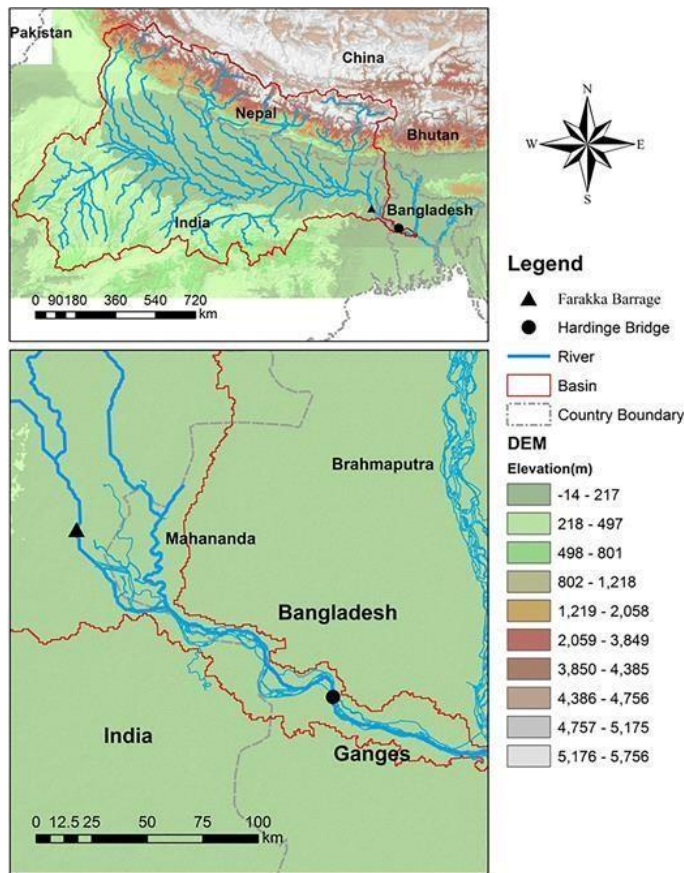 Pakistan
China
Nepal
Bhutan
India
Bangladesh
0 90 180 360 540 720
km
N
W E
S
Legend
Farakka Barrage
Hardinge Bridge
River
Basin
Country Boundary
DEM
Elevation(m)
-14 - 217
218 - 497
498 - 801
802 - 1,218
1,219 - 2,058
2,059 - 3,849
3,850 - 4,385
4,386 - 4,756
4,757 - 5,175
5,176 - 5,756
Brahmaputra
Mahananda
Bangladesh
India
Ganges
0 12.5 25 50 75 100
km